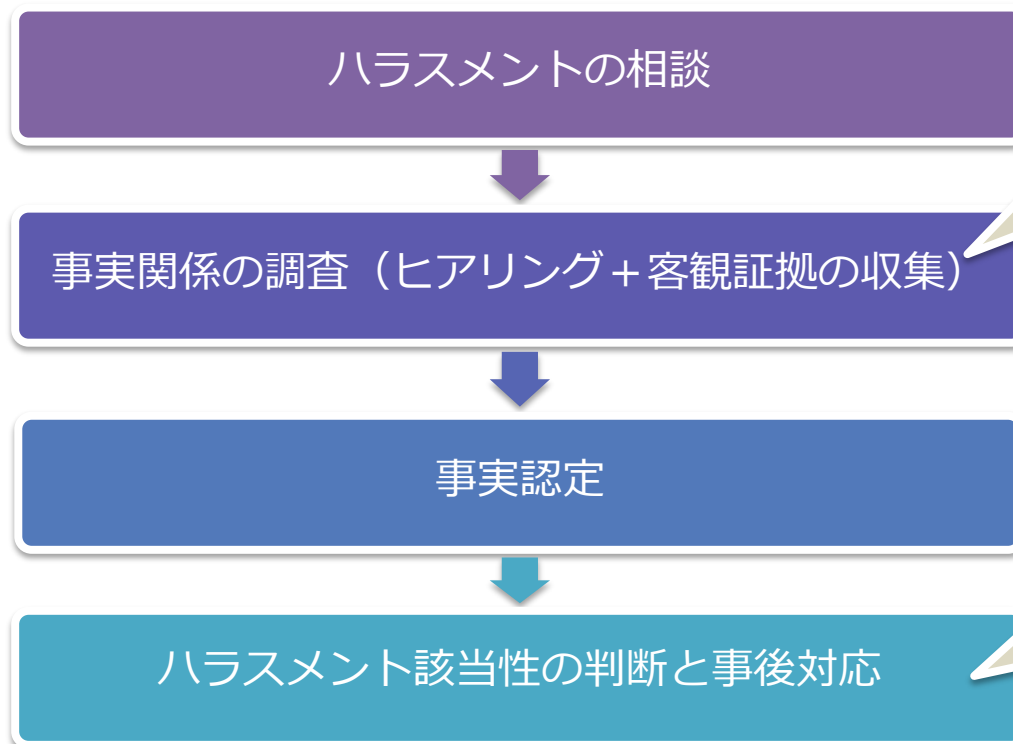 ハラスメントの相談
事実関係の調査（ヒアリング＋客観証拠の収集）
事実認定
ハラスメント該当性の判断と事後対応